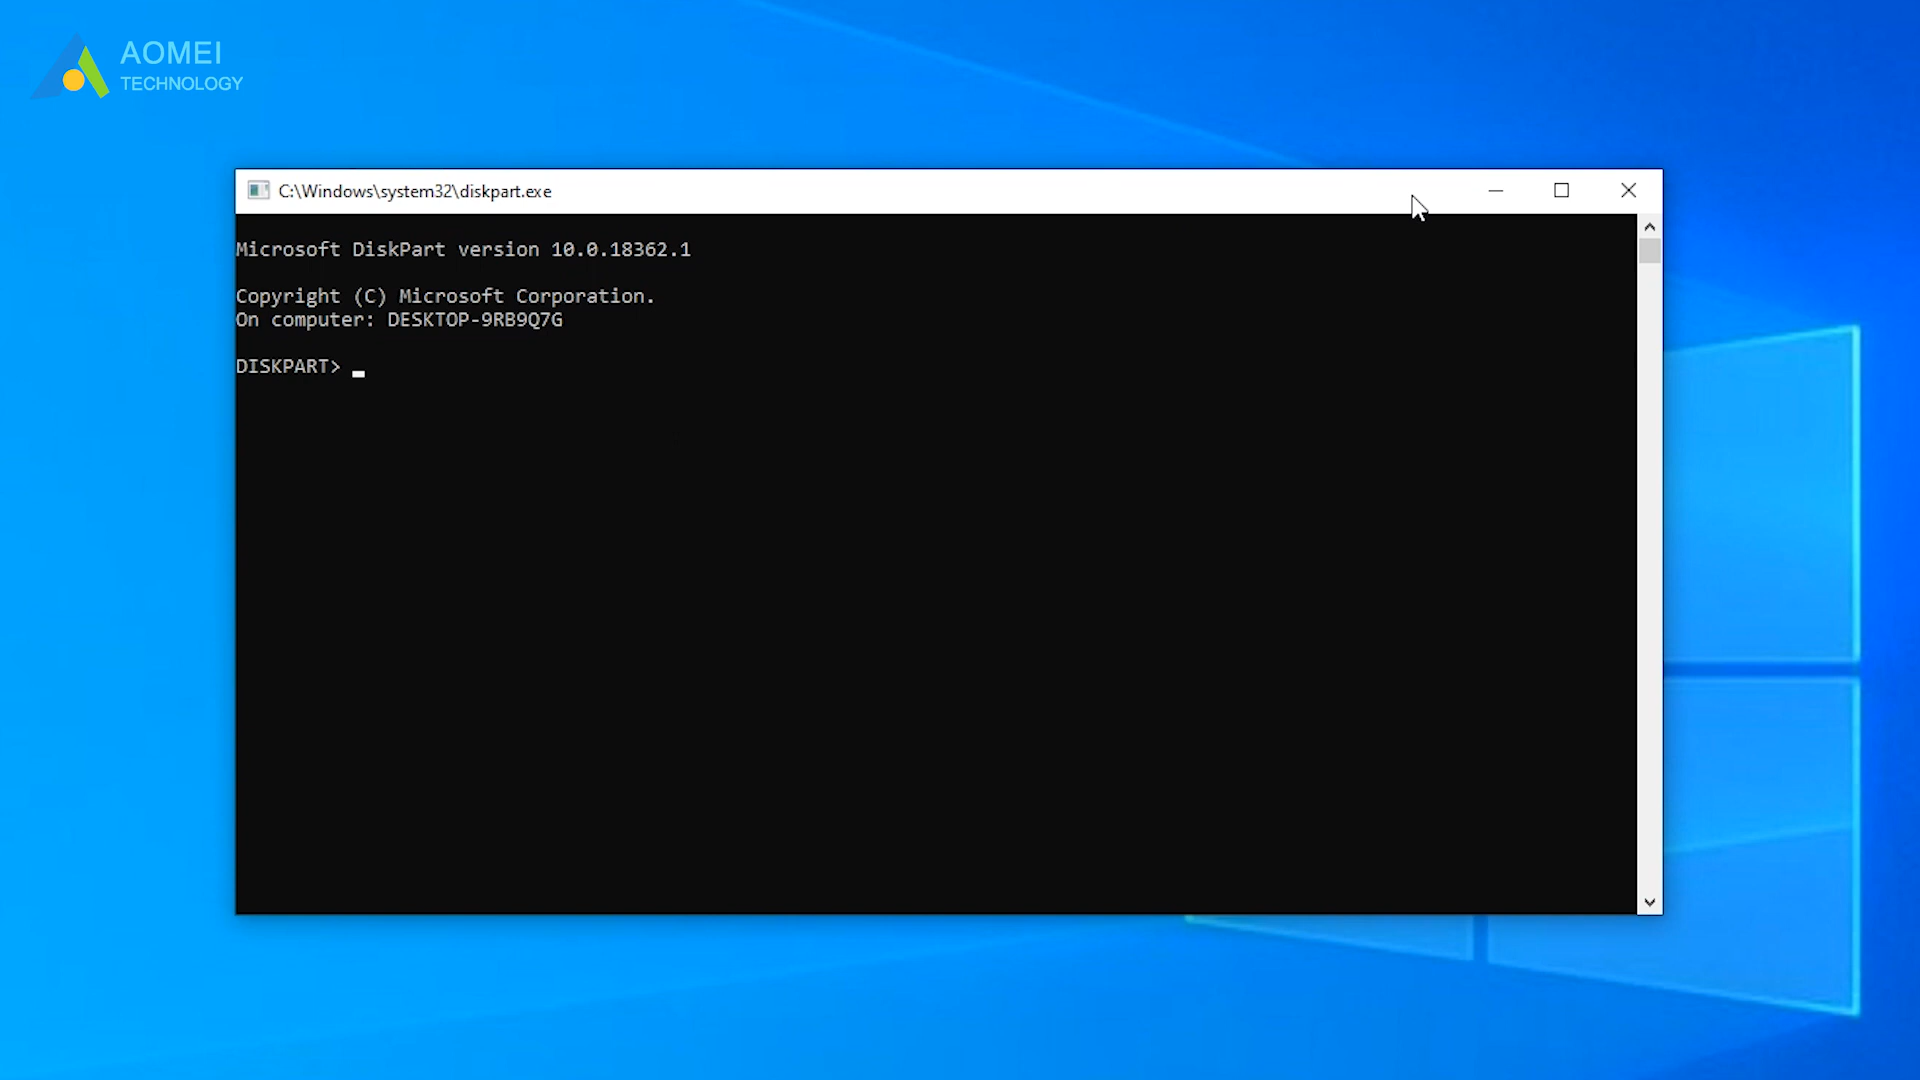 AOMEI
TECHNOLOGY
C:\Windows\system32\diskpart.exe
Microsoft DiskPart version 10.0.18362.1
Copyright (C) Microsoft Corporation.
On computer: DESKTOP-9RB9Q7G
DISKPART>